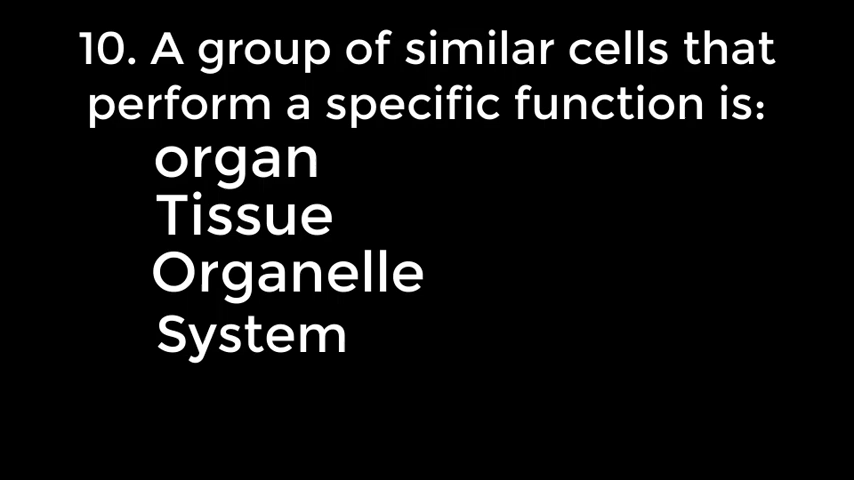 10. A group of similar cells that
perform a specific function is:
organ
Tissue
Organelle
System